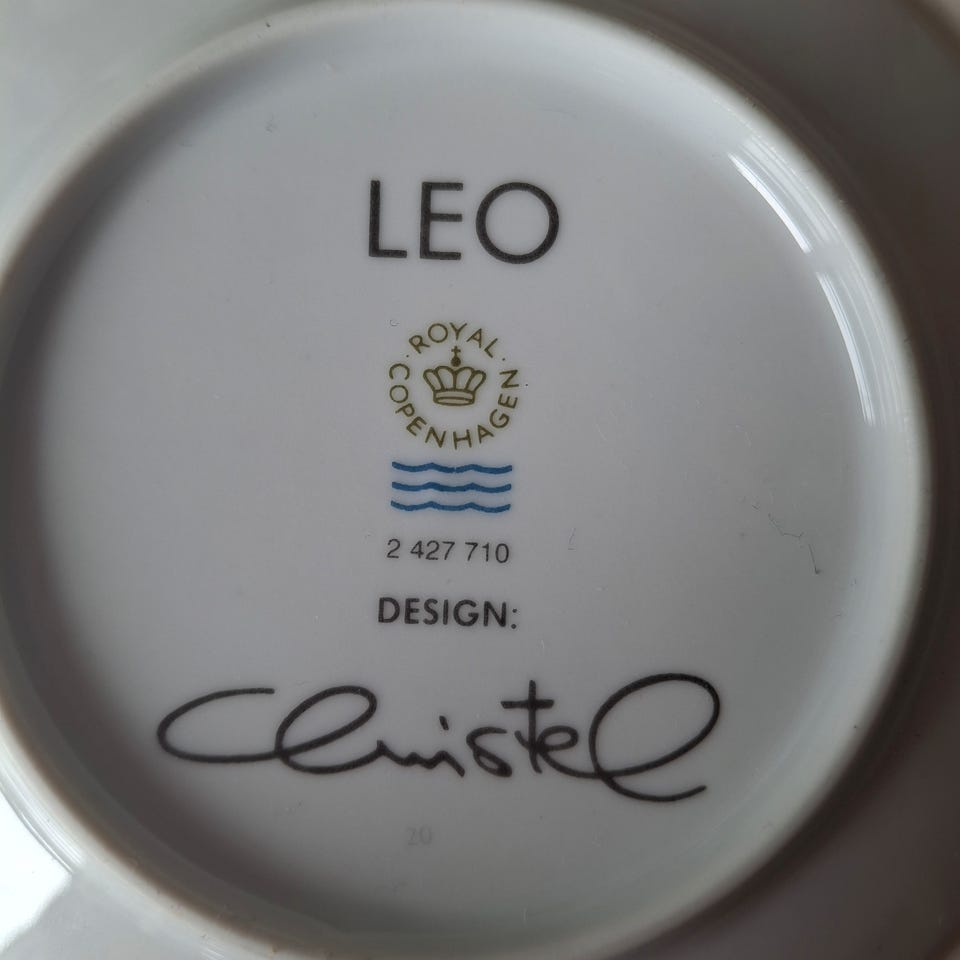 LEO
ROYAL COPENHAGEN
2 427 710
DESIGN:
Christel
20